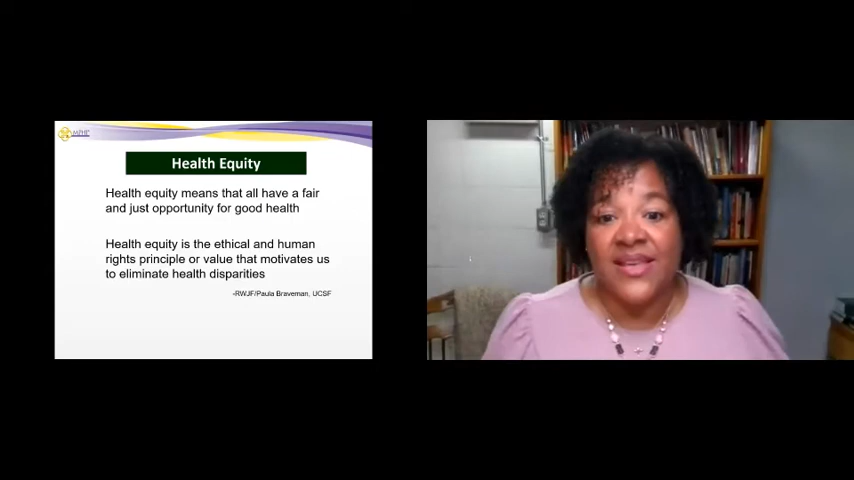 MPHI
Health Equity
Health equity means that all have a fair
and just opportunity for good health
Health equity is the ethical and human
rights principle or value that motivates us
to eliminate health disparities
-RWJF/Paula Braveman, UCSF